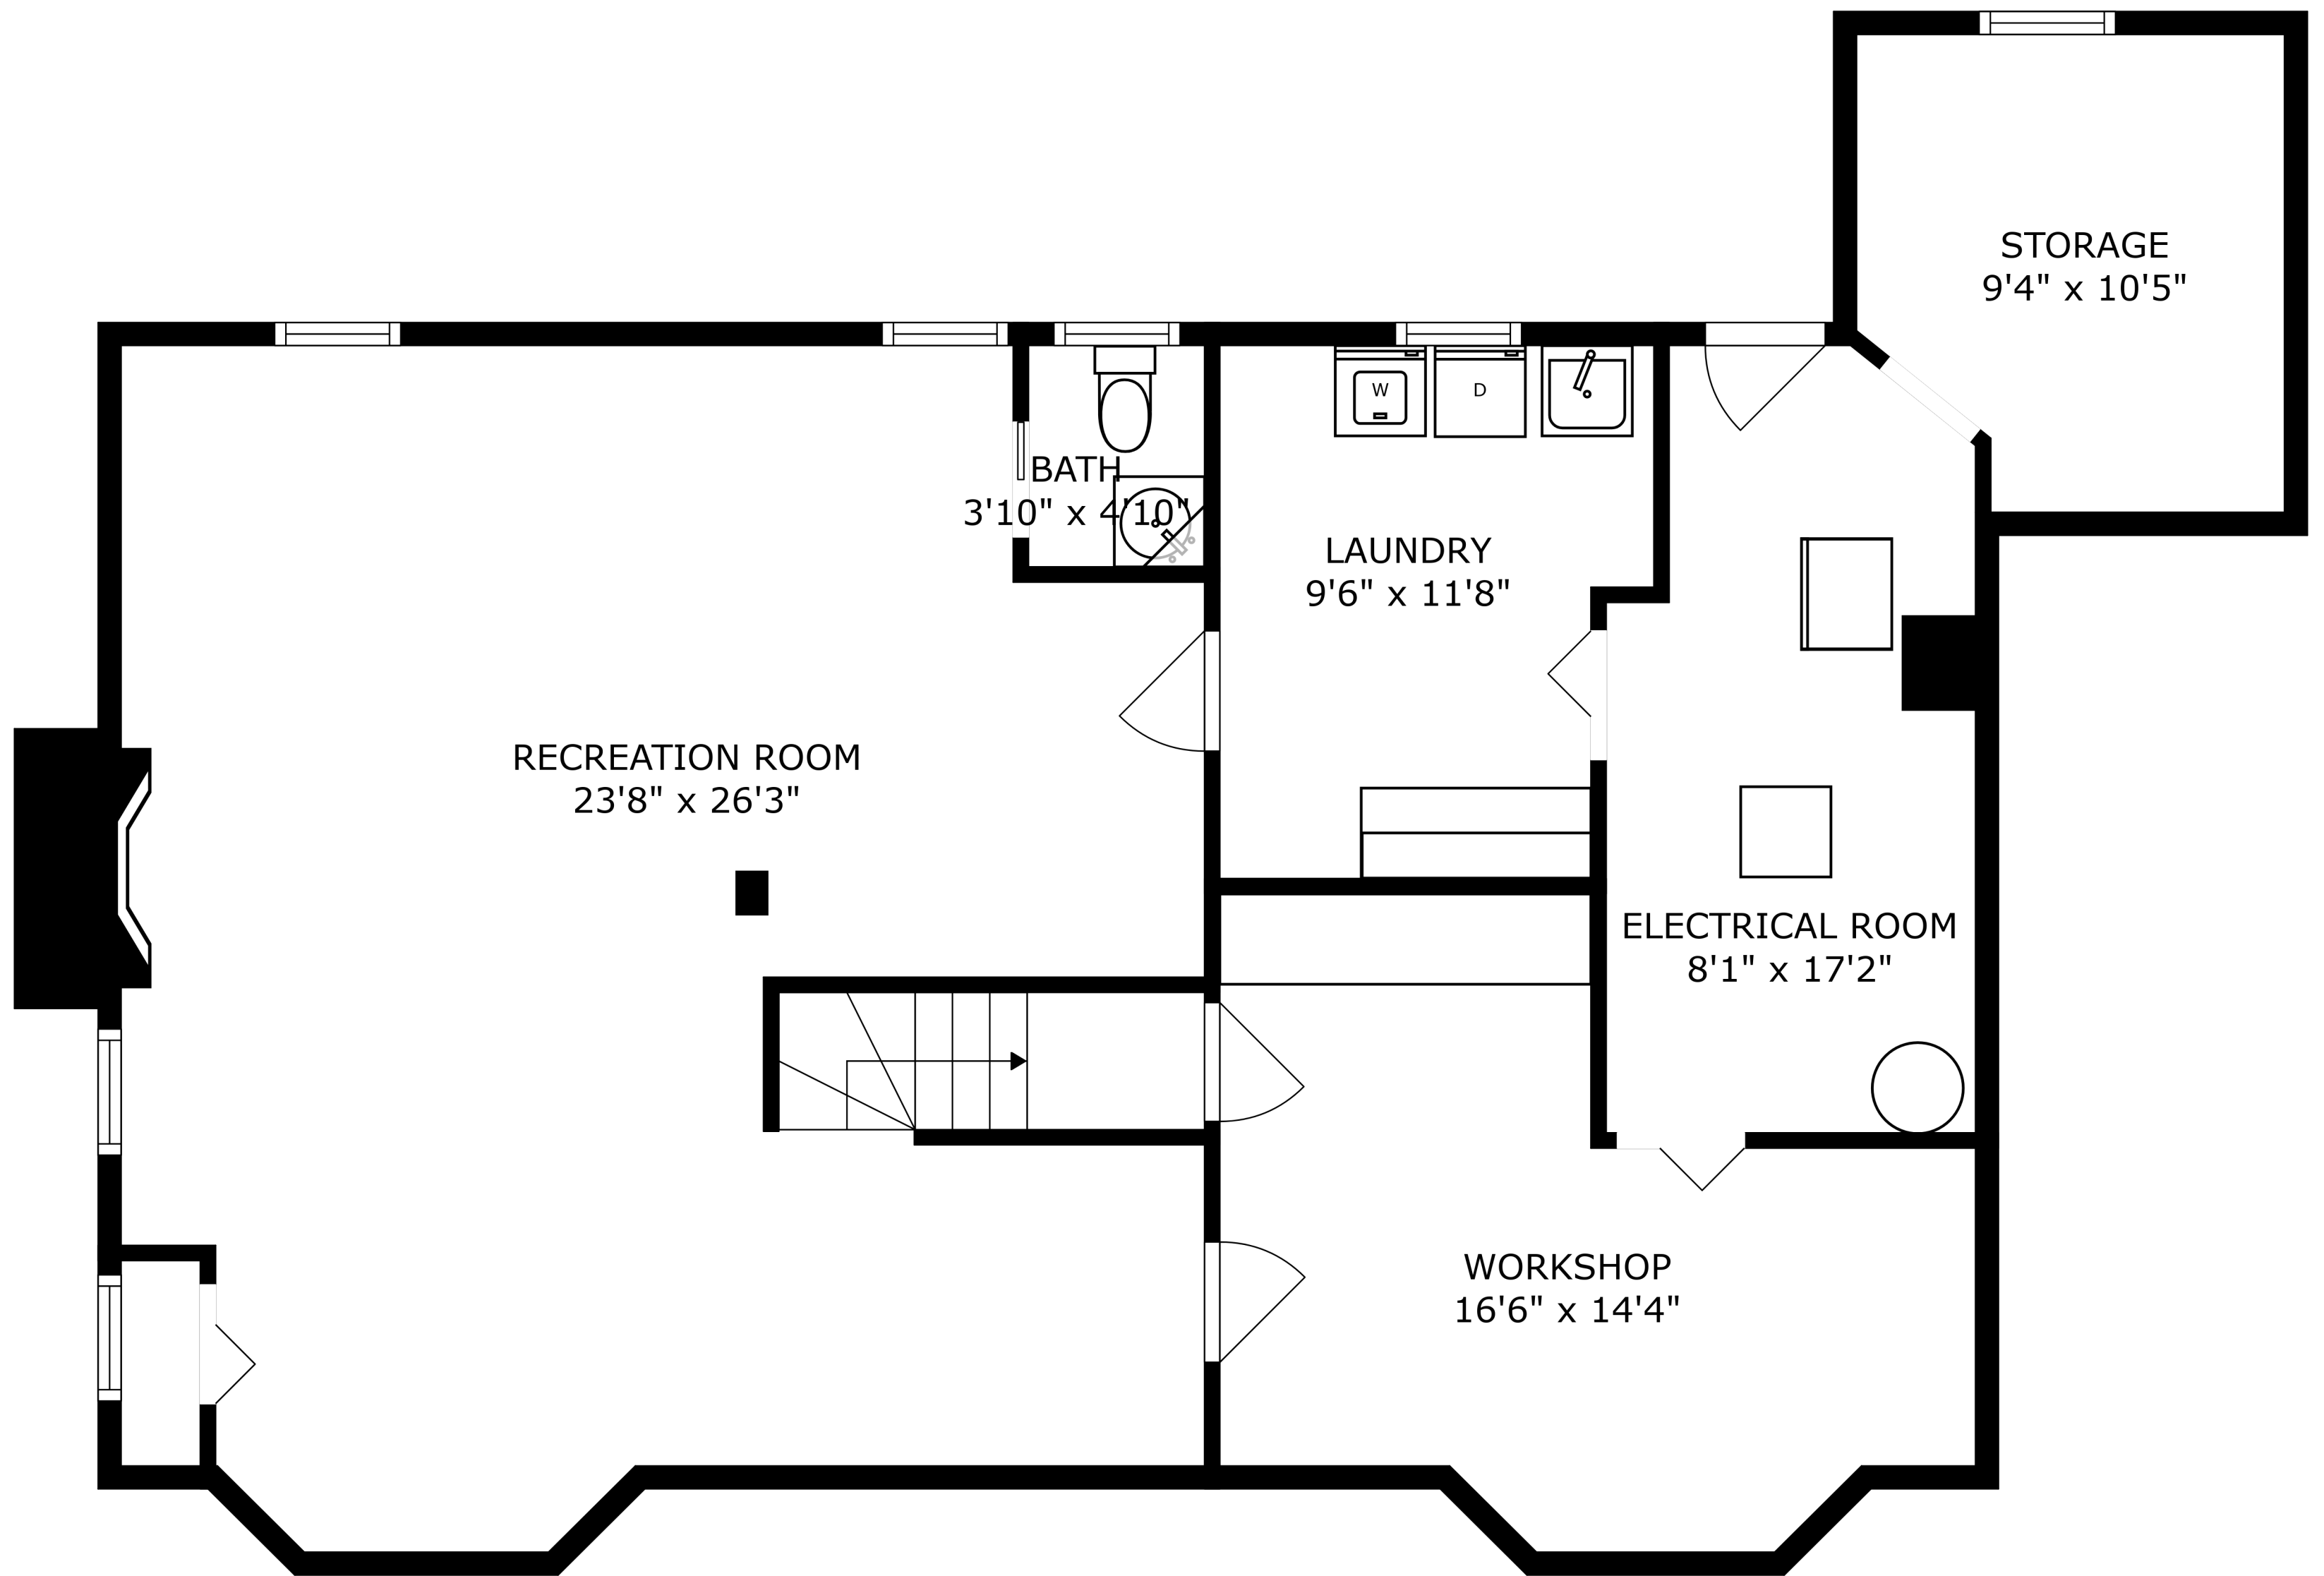 STORAGE
9'4" x 10'5"
W
D
BATH
3'10" x 4'10"
LAUNDRY
9'6" x 11'8"
RECREATION ROOM
23'8" x 26'3"
ELECTRICAL ROOM
8'1" x 17'2"
WORKSHOP
16'6" x 14'4"